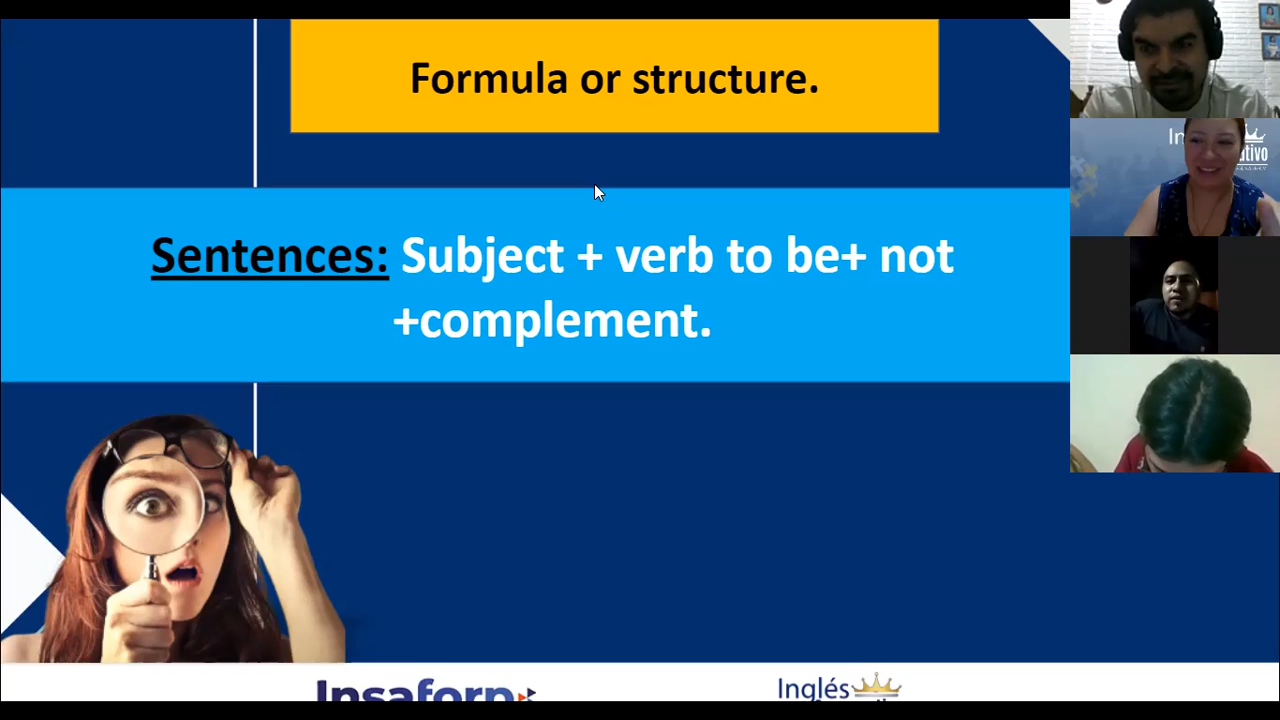 Formula or structure.
Sentences: Subject + verb to be+ not
+complement.
Insaforp
Inglés